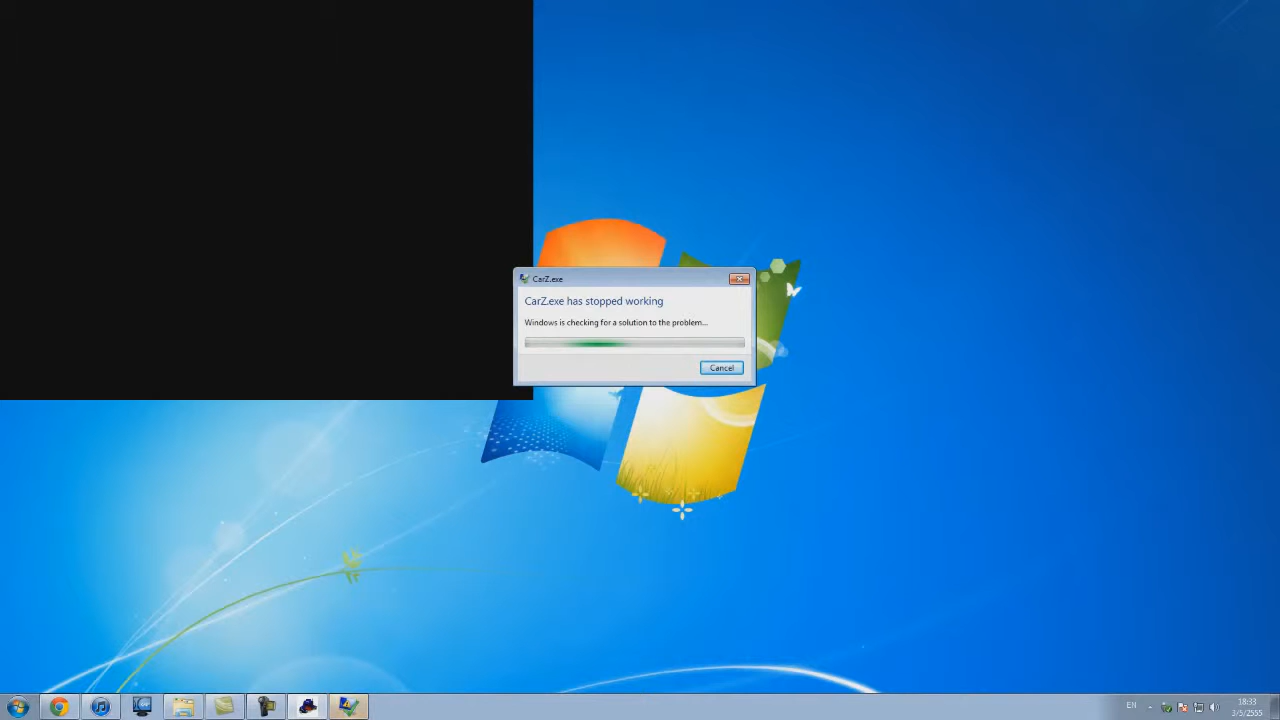 CarZ.exe
CarZ.exe has stopped working
Windows is checking for a solution to the problem...
Cancel
EN
18:33
3/5/2555